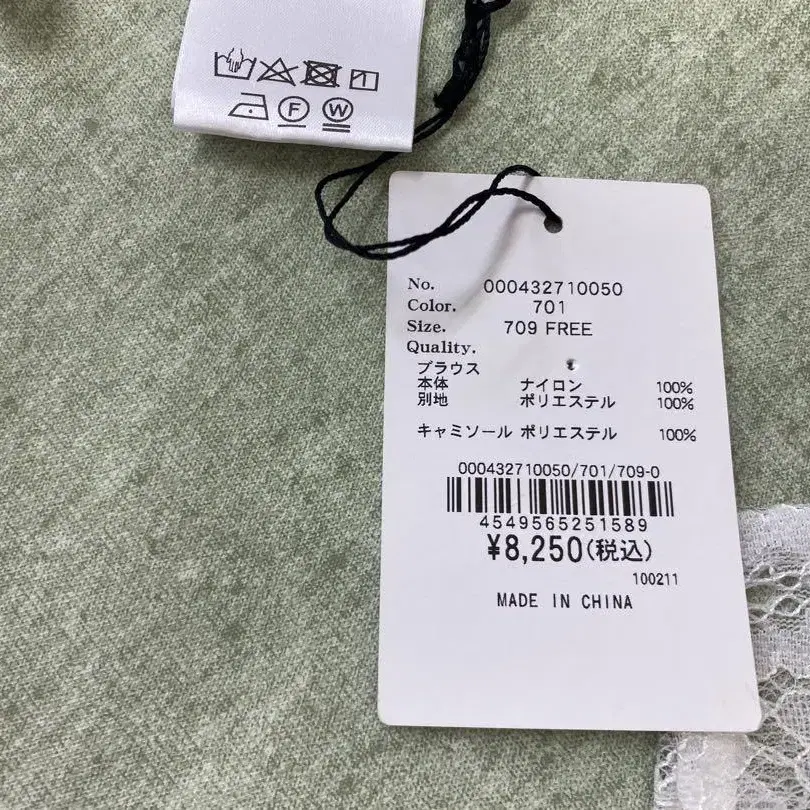 F
W
No. 000432710050
Color. 701
Size. 709 FREE
Quality.
ブラウス
本体 ナイロン 100%
別地 ポリエステル 100%
キャミソール ポリエステル 100%
000432710050/701/709-0
4549565251589
¥8,250(税込)
100211
MADE IN CHINA